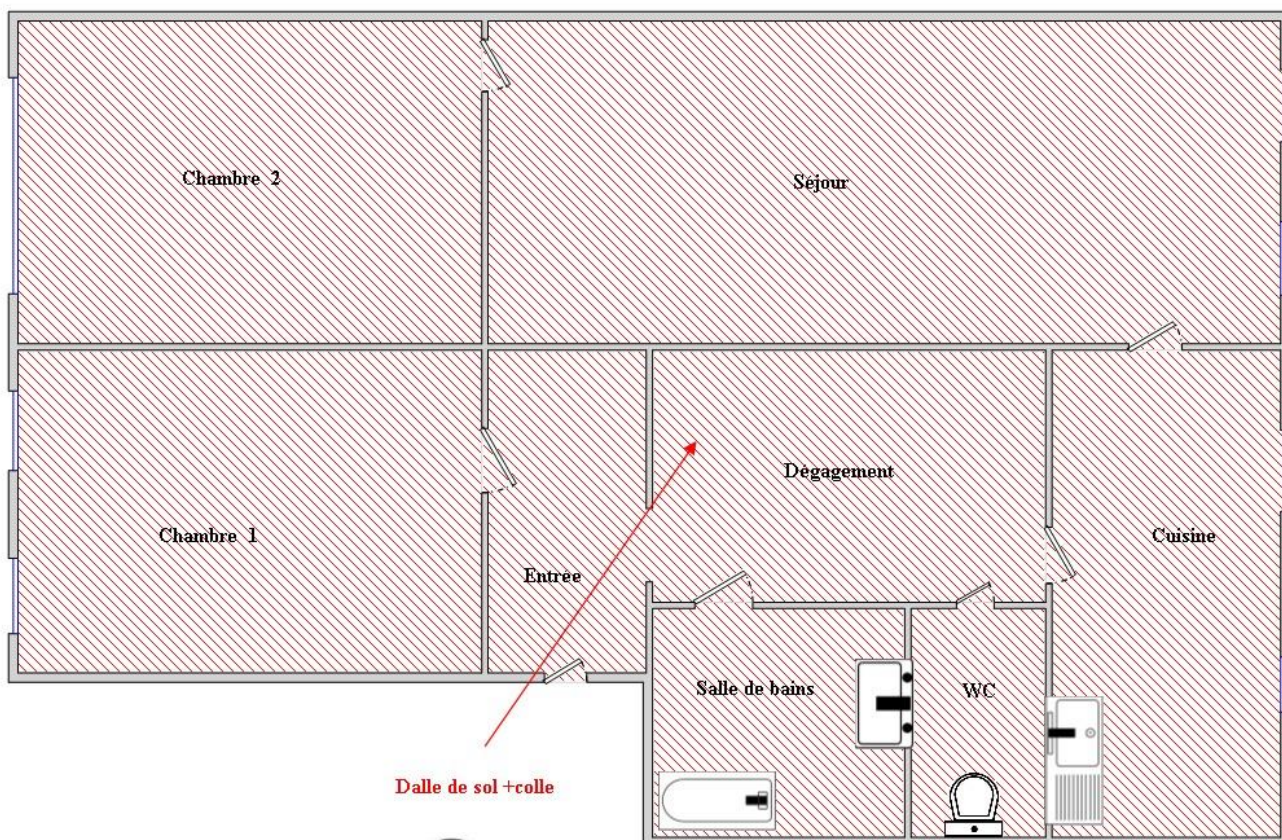 Chambre 2
Séjour
Chambre 1
Entrée
Dégagement
Cuisine
Salle de bains
WC
Dalle de sol +colle